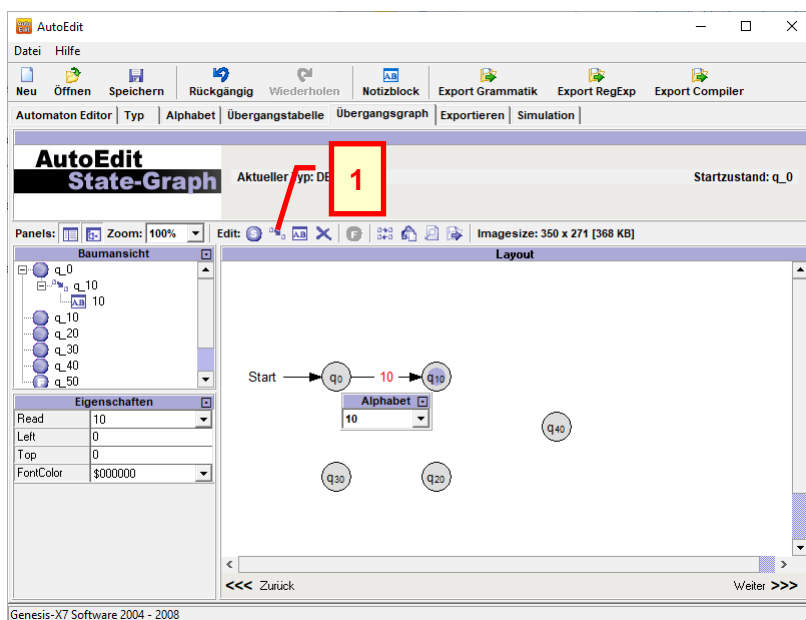 AutoEdit
Datei Hilfe
Neu Öffnen Speichern Rückgängig Wiederholen Notizblock Export Grammatik Export RegExp Export Compiler
Automaton Editor Typ Alphabet Übergangstabelle Übergangsgraph Exportieren Simulation
AutoEdit
State-Graph
Aktueller Typ: DE
1
Startzustand: q_0
Panels: Zoom: 100% Edit: Imagesize: 350 x 271 [368 KB]
Baumansicht
q_0
q_10
10
q_10
q_20
q_30
q_40
q_50
Eigenschaften
Read 10
Left 0
Top 0
FontColor $000000
Layout
Start q0 10 q10
Alphabet
10
q40
q30 q20
<<< Zurück Weiter >>>
Genesis-X7 Software 2004 - 2008